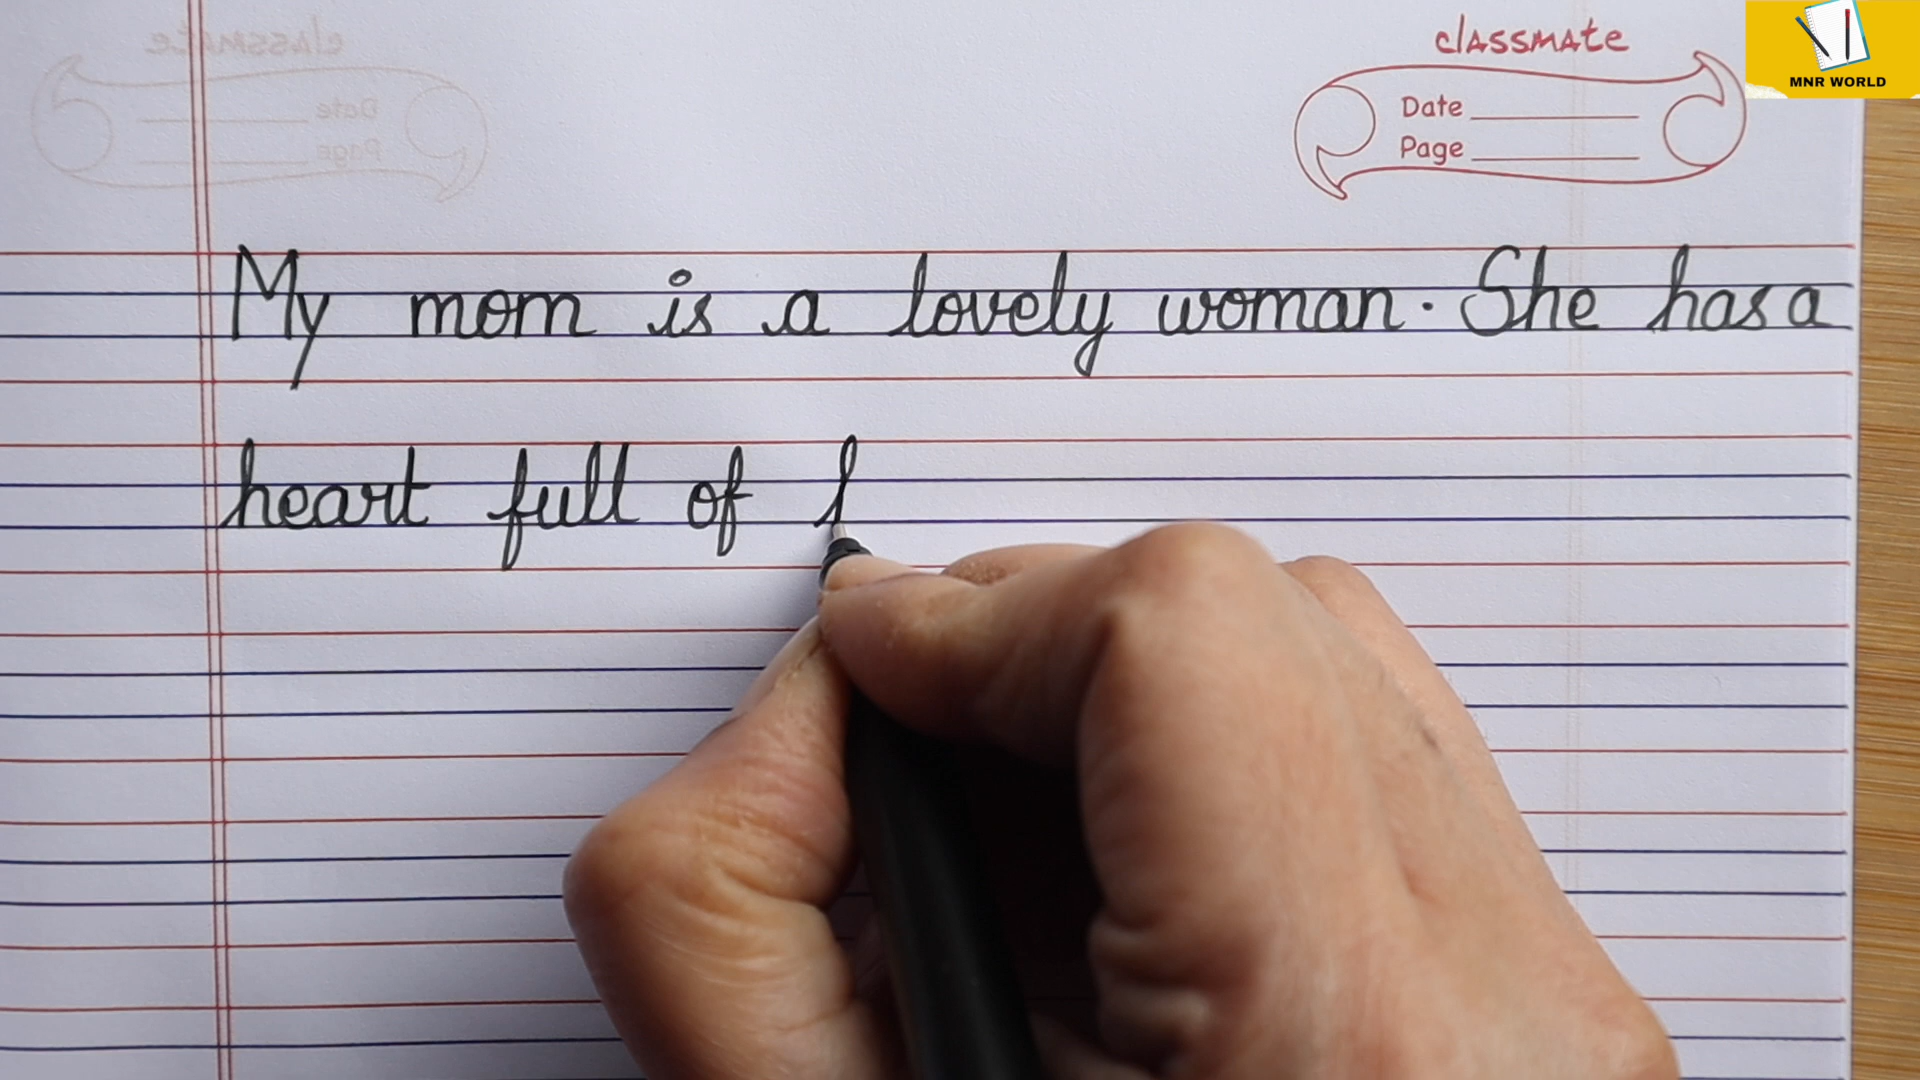 classmate
MNR WORLD
Date
Page
My mom is a lovely woman. She has a
heart full of l